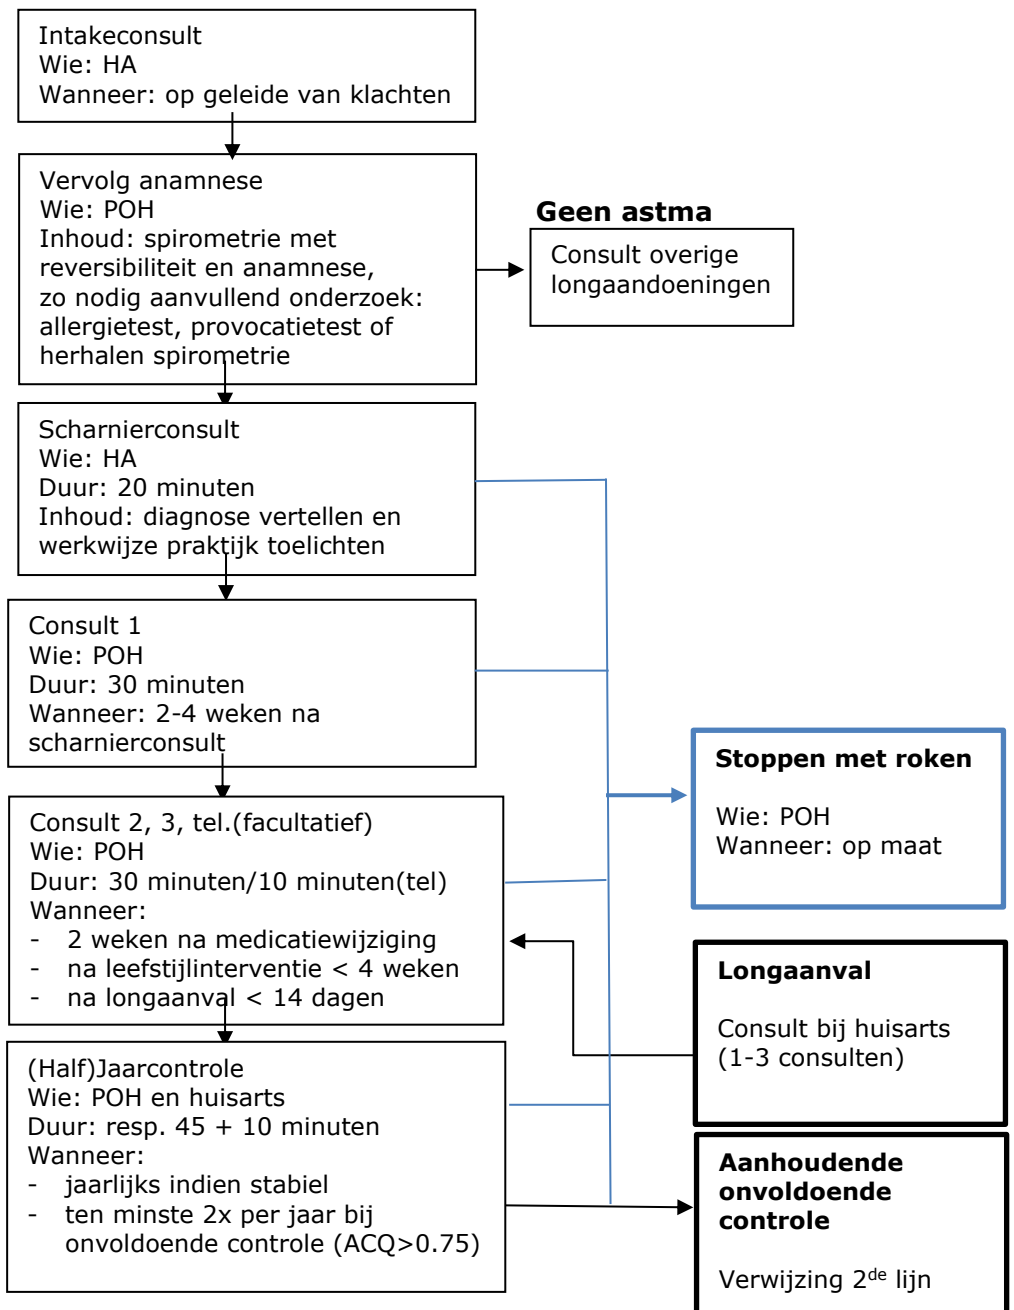 Intakeconsult
Wie: HA
Wanneer: op geleide van klachten
Vervolg anamnese
Wie: POH
Inhoud: spirometrie met
reversibiliteit en anamnese,
zo nodig aanvullend onderzoek:
allergietest, provocatietest of
herhalen spirometrie
Geen astma
Consult overige
longaandoeningen
Scharnierconsult
Wie: HA
Duur: 20 minuten
Inhoud: diagnose vertellen en
werkwijze praktijk toelichten
Consult 1
Wie: POH
Duur: 30 minuten
Wanneer: 2-4 weken na
scharnierconsult
Stoppen met roken
Wie: POH
Wanneer: op maat
Consult 2, 3, tel.(facultatief)
Wie: POH
Duur: 30 minuten/10 minuten(tel)
Wanneer:
- 2 weken na medicatiewijziging
- na leefstijlinterventie < 4 weken
- na longaanval < 14 dagen
Longaanval
Consult bij huisarts
(1-3 consulten)
(Half)Jaarcontrole
Wie: POH en huisarts
Duur: resp. 45 + 10 minuten
Wanneer:
- jaarlijks indien stabiel
- ten minste 2x per jaar bij
onvoldoende controle (ACQ>0.75)
Aanhoudende
onvoldoende
controle
Verwijzing 2de lijn